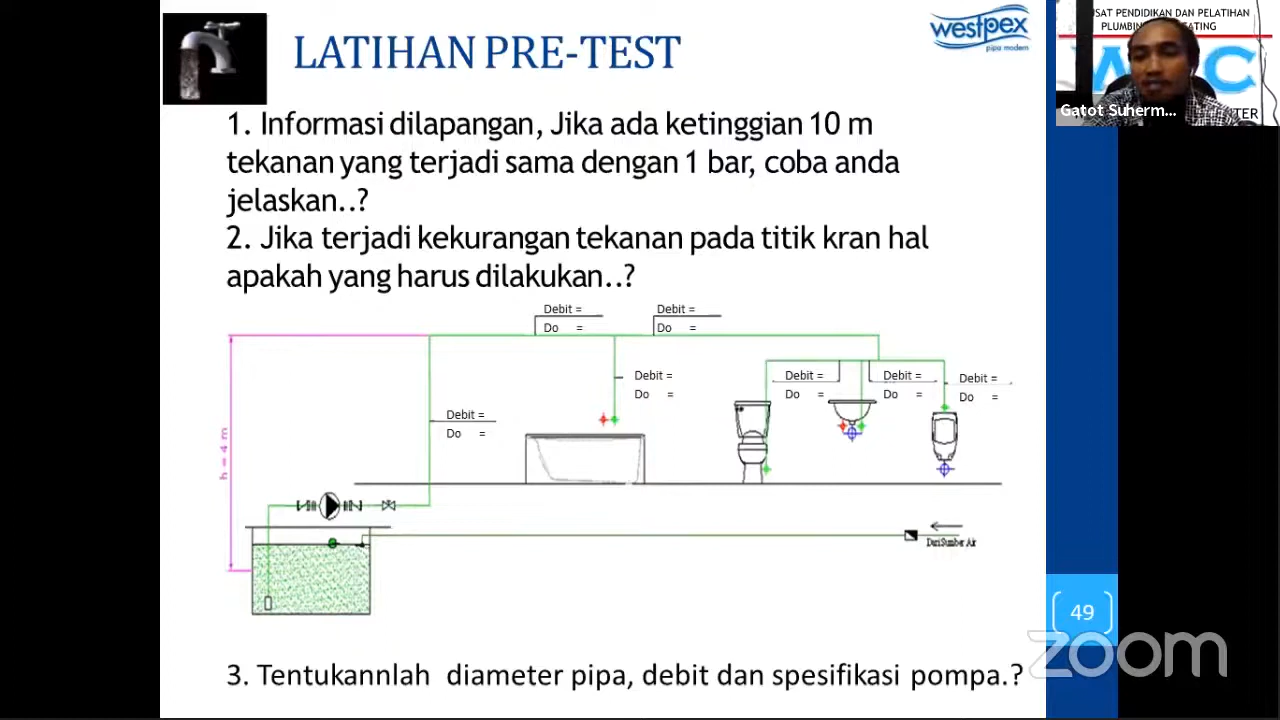 LATIHAN PRE-TEST
westpex
pipa modern
USAT PENDIDIKAN DAN PELATIHAN
Gatot Suherm...
TER
1. Informasi dilapangan, Jika ada ketinggian 10 m
tekanan yang terjadi sama dengan 1 bar, coba anda
jelaskan..?
2. Jika terjadi kekurangan tekanan pada titik kran hal
apakah yang harus dilakukan..?
Debit =
Do =
Debit =
Do =
Debit =
Do =
Debit =
Do =
Debit =
Do =
Debit =
Do =
Debit =
Do =
h = 4 m
Dari Sumber Air
49
zoom
3. Tentukannlah diameter pipa, debit dan spesifikasi pompa.?